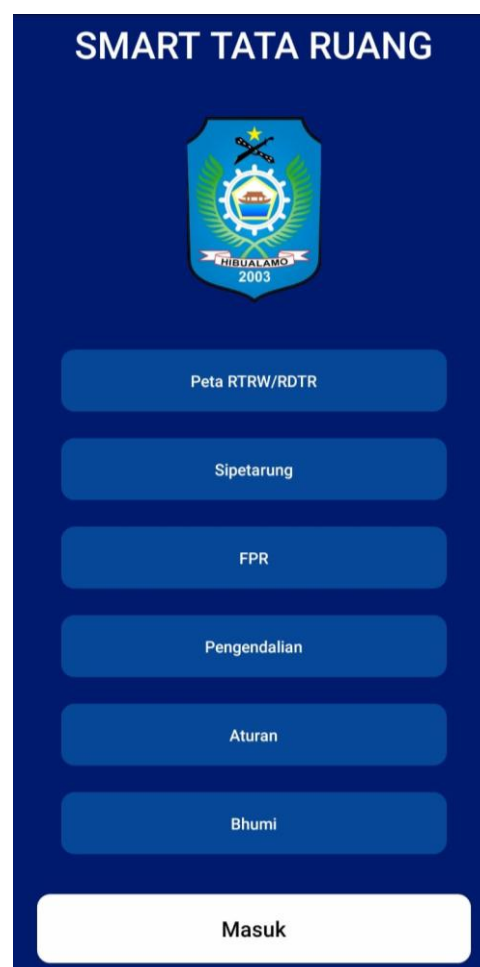 SMART TATA RUANG
HIBUALAMO
2003
Peta RTRW/RDTR
Sipetarung
FPR
Pengendalian
Aturan
Bhumi
Masuk